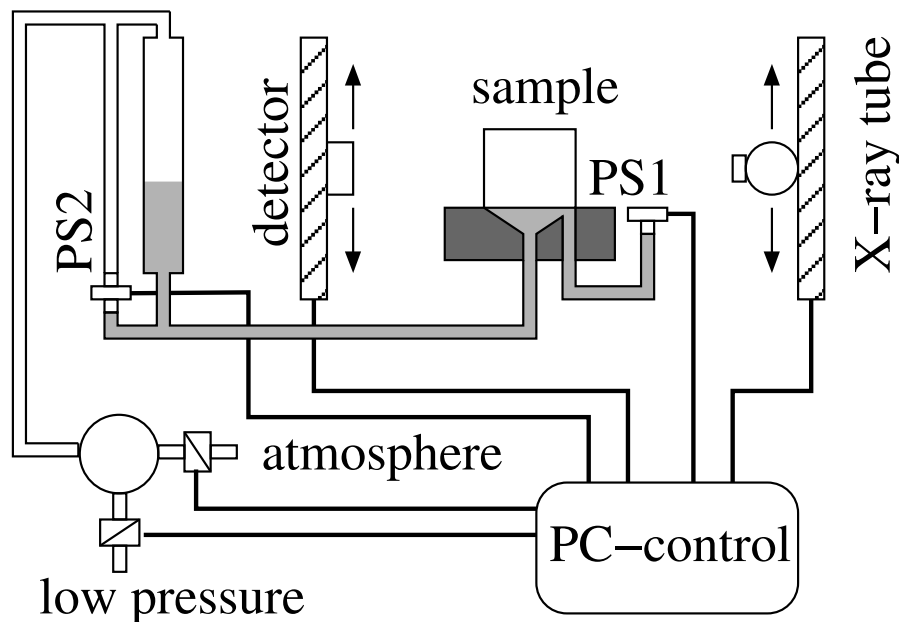 sample
detector
PS1
PS2
X-ray tube
atmosphere
PC-control
low pressure